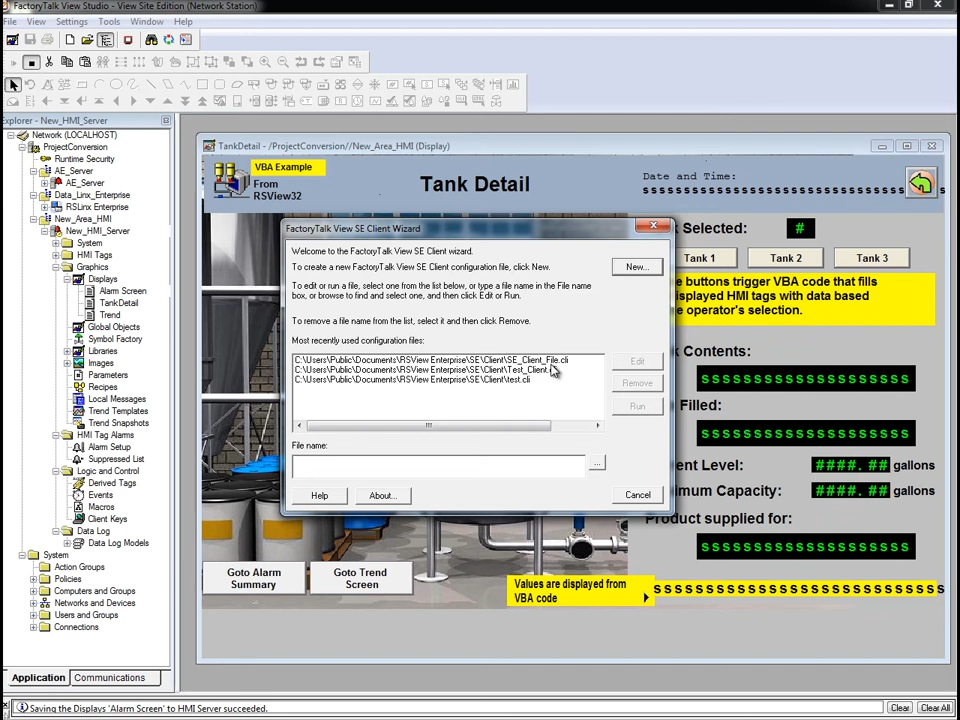 FactoryTalk View Studio - View Site Edition (Network Station)
File View Settings Tools Window Help
Explorer - New_HMI_Server
Network (LOCALHOST)
ProjectConversion
Runtime Security
AE_Server
AE_Server
Data_Linx_Enterprise
RSLinx Enterprise
New_Area_HMI
New_HMI_Server
System
HMI Tags
Graphics
Displays
Alarm Screen
TankDetail
Trend
Global Objects
Symbol Factory
Libraries
Images
Parameters
Recipes
Local Messages
Trend Templates
Trend Snapshots
HMI Tag Alarms
Alarm Setup
Suppressed List
Logic and Control
Derived Tags
Events
Macros
Client Keys
Data Log
Data Log Models
System
Action Groups
Policies
Computers and Groups
Networks and Devices
Users and Groups
Connections
Application Communications
TankDetail - /ProjectConversion//New_Area_HMI (Display)
VBA Example
From
RSView32
Tank Detail
Date and Time:
FactoryTalk View SE Client Wizard
Welcome to the FactoryTalk View SE Client wizard.
To create a new FactoryTalk View SE Client configuration file, click New.
New...
To edit or run a file, select one from the list below, or type a file name in the File name
box, or browse to find and select one, and then click Edit or Run.
To remove a file name from the list, select it and then click Remove.
Most recently used configuration files:
C:\Users\Public\Documents\RSView Enterprise\SE\Client\SE_Client_File.cli
C:\Users\Public\Documents\RSView Enterprise\SE\Client\Test_Client.
C:\Users\Public\Documents\RSView Enterprise\SE\Client\test.cli
Edit
Remove
Run
File name:
...
Help About... Cancel
Selected: #
Tank 1 Tank 2 Tank 3
buttons trigger VBA code that fills
displayed HMI tags with data based
operator's selection.
Contents:
SSSSSSSSSSSSSSSSSS
Filled:
SSSSSSSSSSSSSSSSSS
Level: ####.## gallons
Capacity: ####.## gallons
Product supplied for:
SSSSSSSSSSSSSSSSSS
Goto Alarm
Summary
Goto Trend
Screen
Values are displayed from
VBA code
Saving the Displays 'Alarm Screen' to HMI Server succeeded.
Clear Clear All